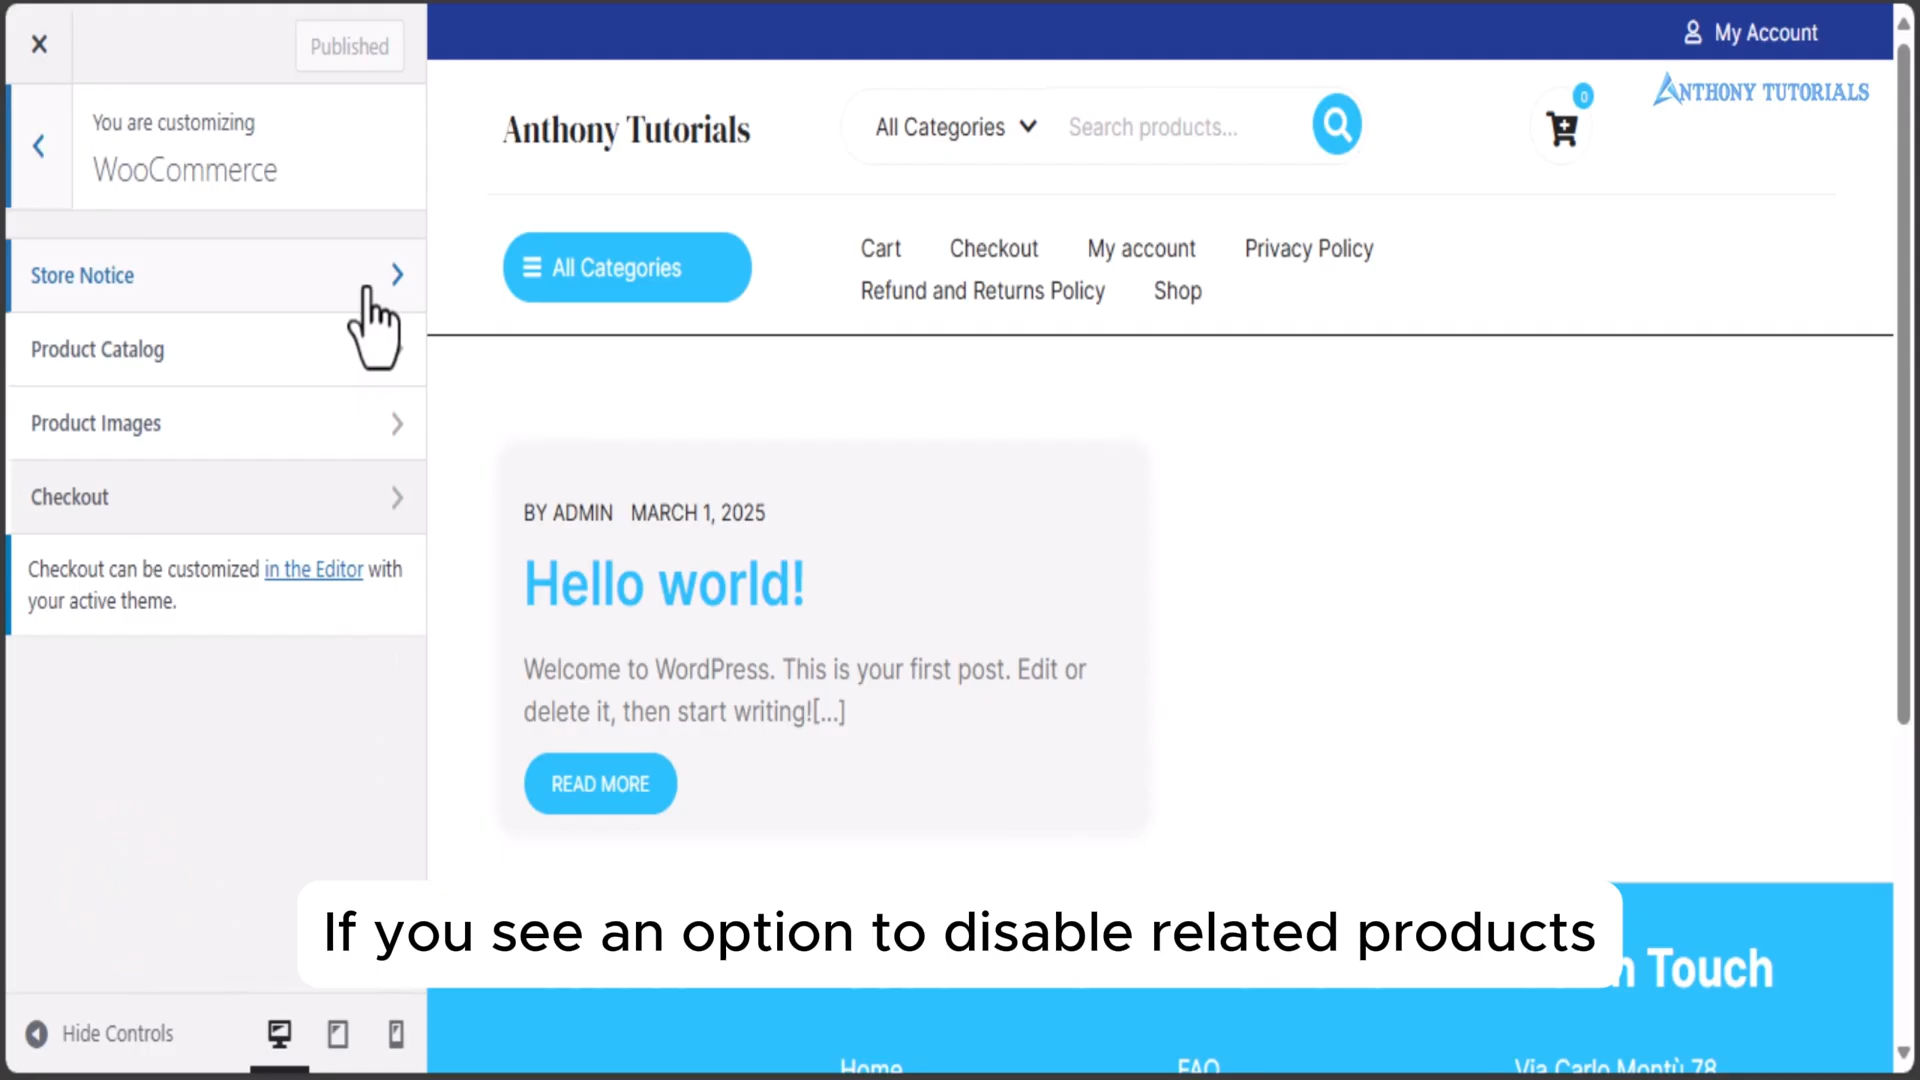 Published
You are customizing
WooCommerce
Store Notice
Product Catalog
Product Images
Checkout
Checkout can be customized in the Editor with
your active theme.
Hide Controls
My Account
ANTHONY TUTORIALS
Anthony Tutorials
All Categories
Search products...
0
All Categories
Cart Checkout My account Privacy Policy
Refund and Returns Policy Shop
BY ADMIN MARCH 1, 2025
Hello world!
Welcome to WordPress. This is your first post. Edit or
delete it, then start writing![...]
READ MORE
If you see an option to disable related products
Touch
Home FAQ Via Carlo Montù 78